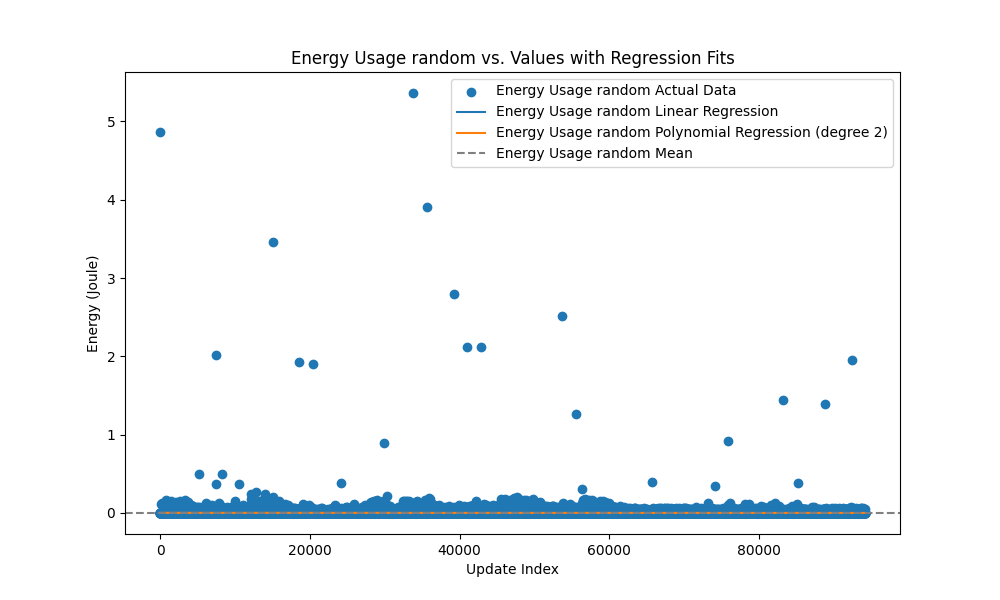 Energy Usage random vs. Values with Regression Fits
Energy Usage random Actual Data
Energy Usage random Linear Regression
Energy Usage random Polynomial Regression (degree 2)
Energy Usage random Mean
Energy (Joule)
5
4
3
2
1
0
0 20000 40000 60000 80000
Update Index